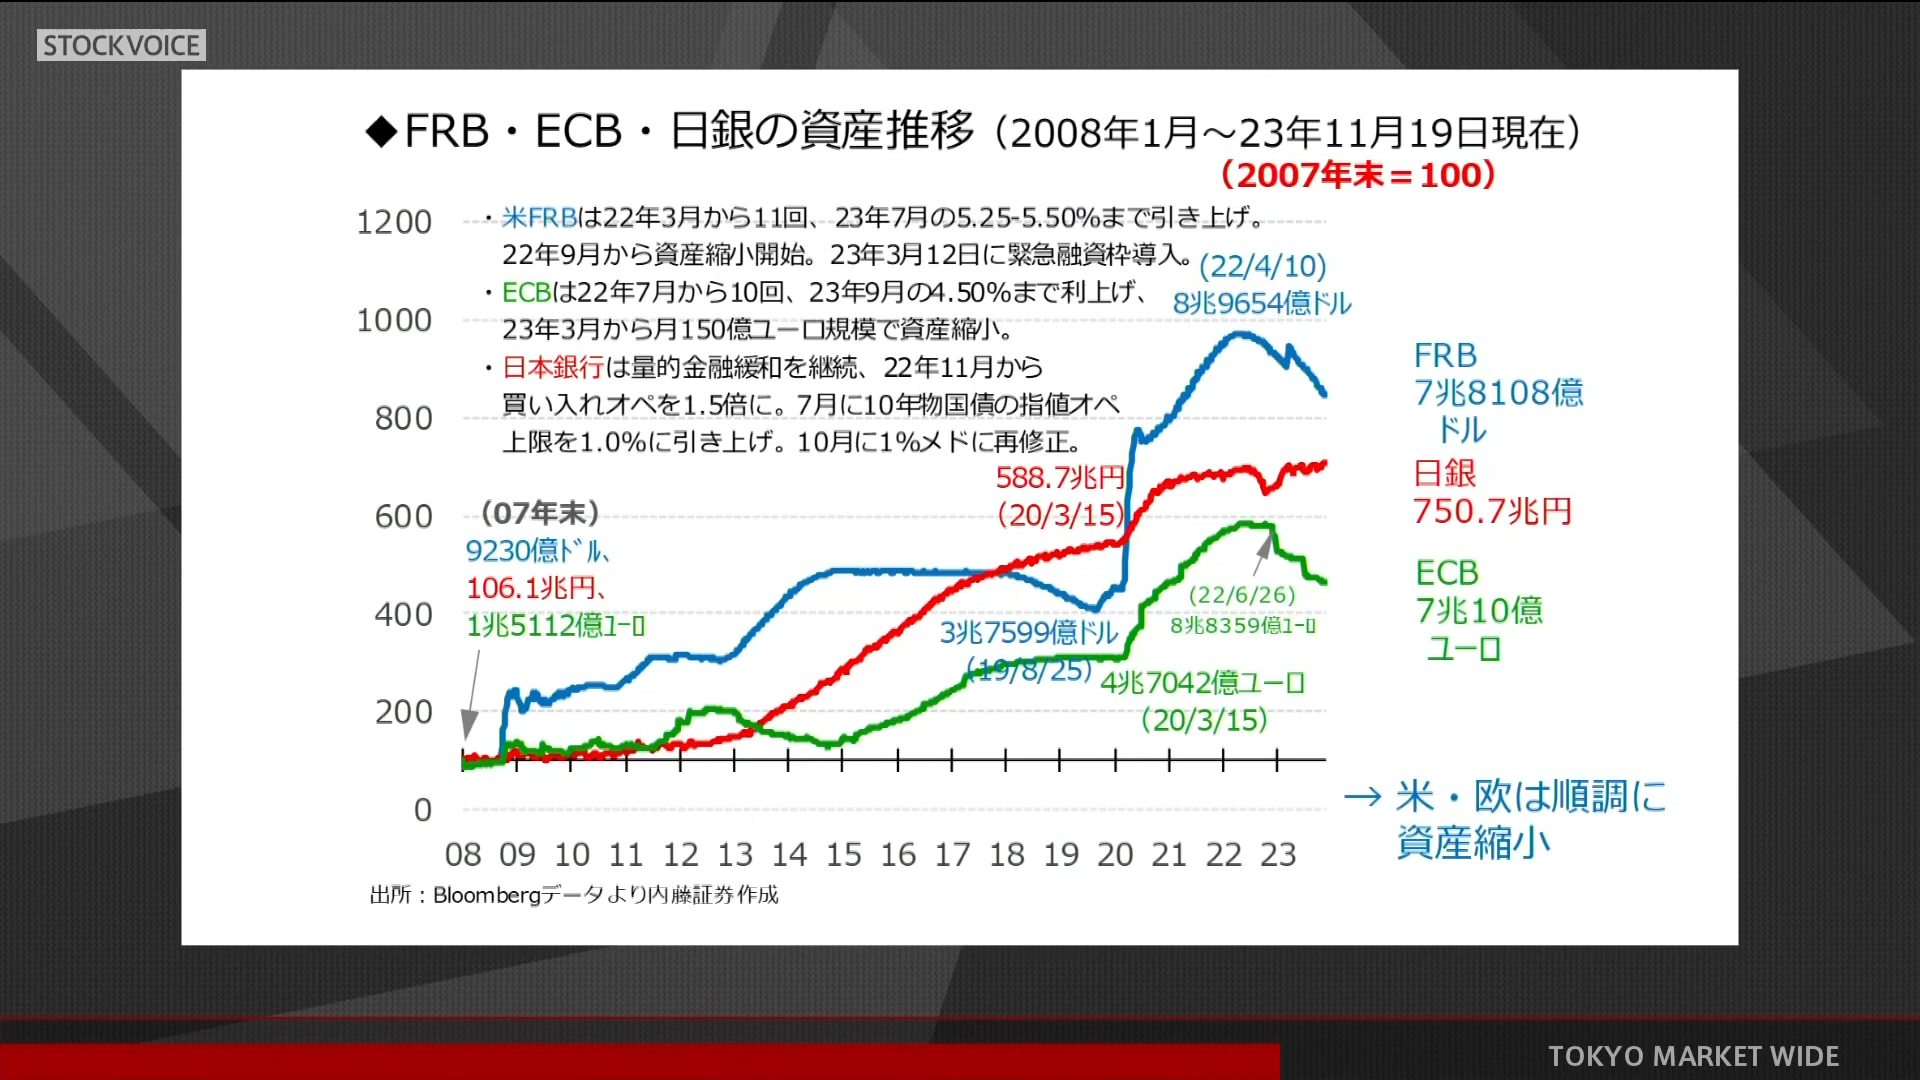 STOCKVOICE
◆FRB・ECB・日銀の資産推移（2008年1月～23年11月19日現在）
（2007年末＝100）
・米FRBは22年3月から11回、23年7月の5.25-5.50%まで引き上げ。
22年9月から資産縮小開始。23年3月12日に緊急融資枠導入。
・ECBは22年7月から10回、23年9月の4.50%まで利上げ、
23年3月から月150億ユーロ規模で資産縮小。
・日本銀行は量的金融緩和を継続、22年11月から
買い入れオペを1.5倍に。7月に10年物国債の指値オペ
上限を1.0%に引き上げ。10月に1%メドに再修正。
1200
1000
800
600
400
200
0
(22/4/10)
8兆9654億ドル
FRB
7兆8108億
ドル
日銀
750.7兆円
ECB
7兆10億
ユーロ
588.7兆円
(20/3/15)
（07年末）
9230億ﾄﾞﾙ、
106.1兆円、
1兆5112億ﾕｰﾛ
3兆7599億ドル
(19/8/25)
(22/6/26)
8兆8359億ﾕｰﾛ
4兆7042億ユーロ
(20/3/15)
→ 米・欧は順調に
資産縮小
08 09 10 11 12 13 14 15 16 17 18 19 20 21 22 23
出所：Bloombergデータより内藤証券作成
TOKYO MARKET WIDE